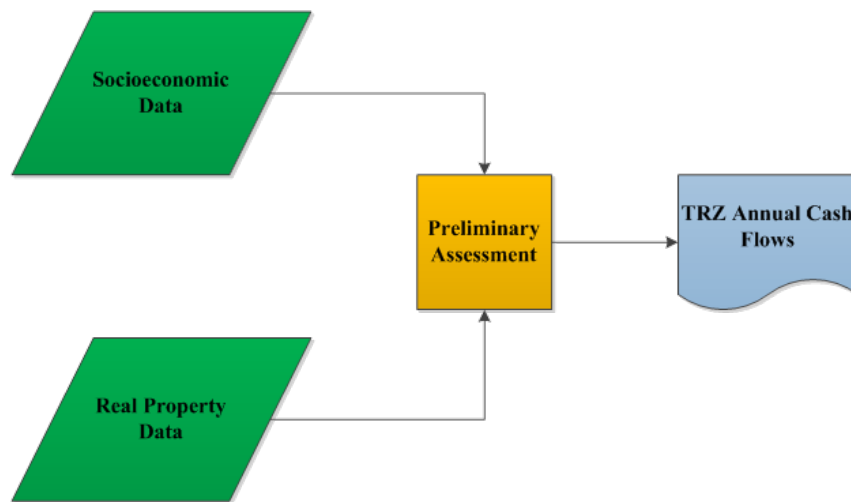 Socioeconomic
Data
Preliminary
Assessment
TRZ Annual Cash
Flows
Real Property
Data